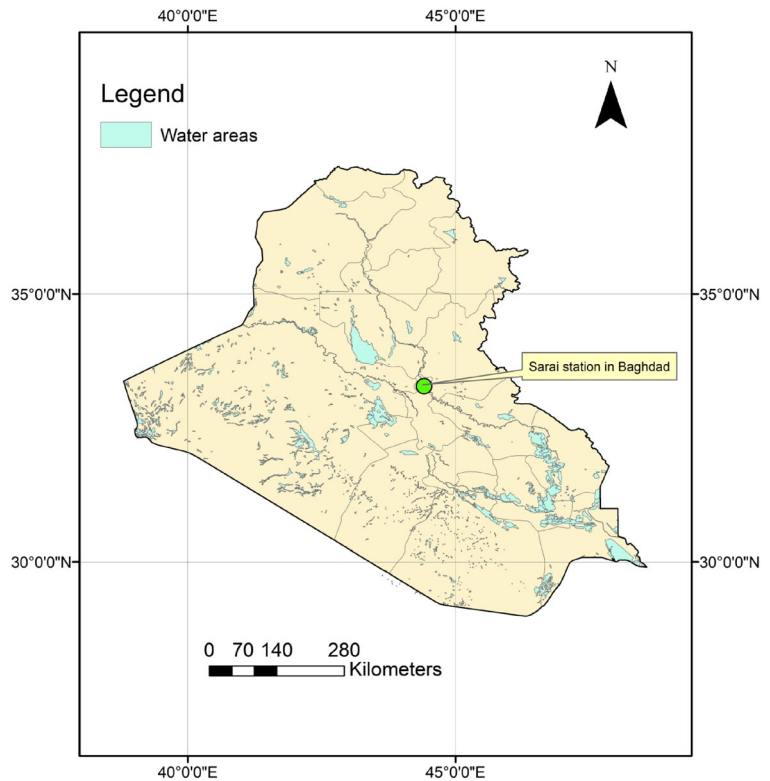 40°0'0"E 45°0'0"E
N
Legend
Water areas
35°0'0"N 35°0'0"N
Sarai station in Baghdad
30°0'0"N 30°0'0"N
0 70 140 280
Kilometers
40°0'0"E 45°0'0"E